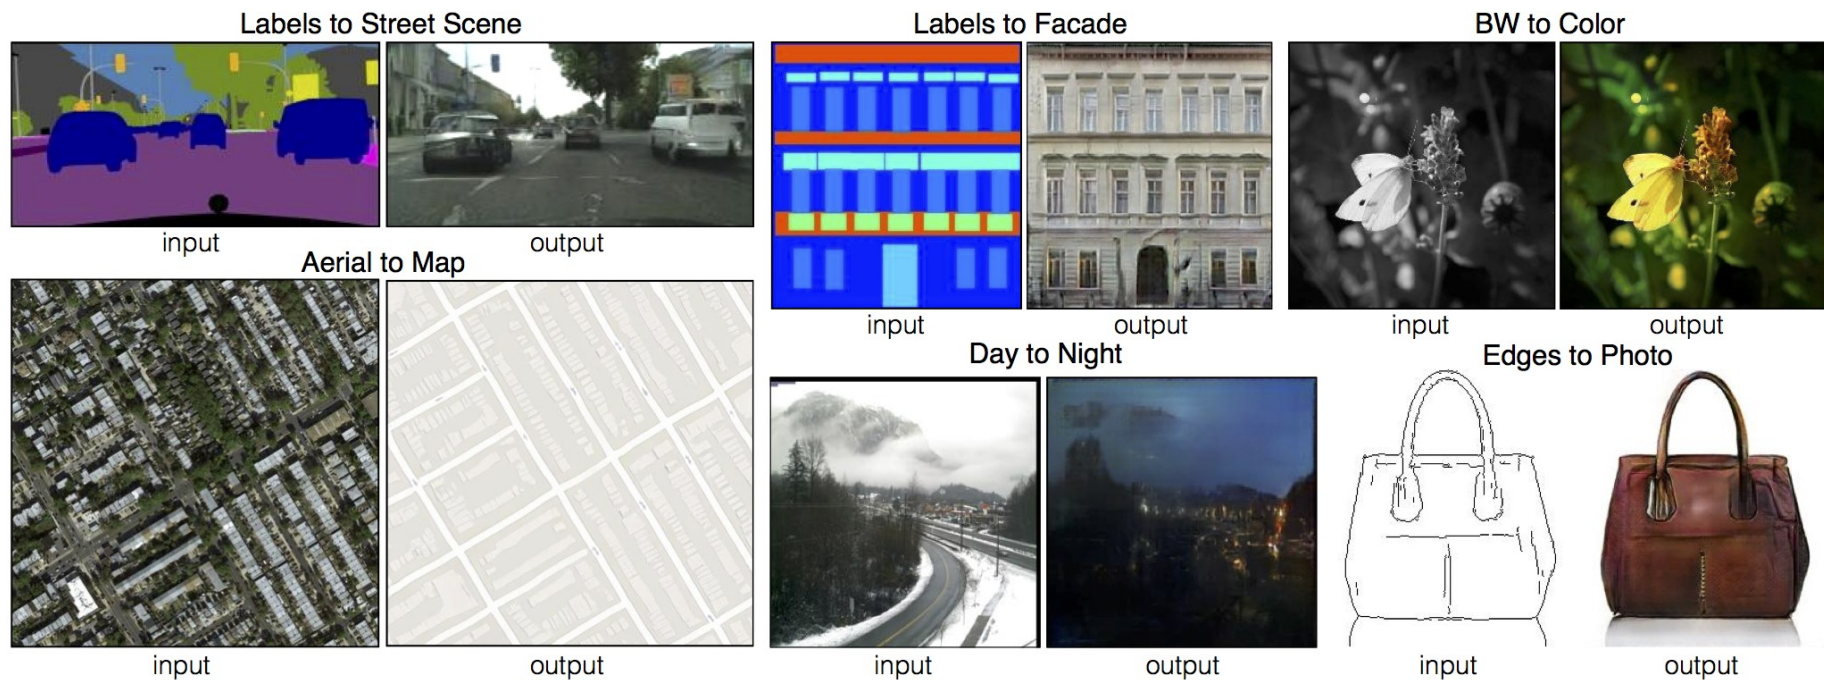 Labels to Street Scene
input
output
Aerial to Map
input
output
Labels to Facade
input
output
BW to Color
input
output
Day to Night
input
output
Edges to Photo
input
output